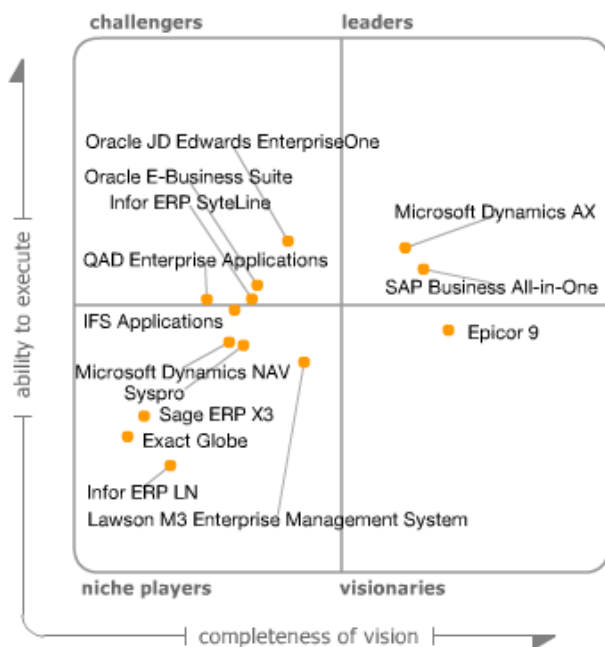 challengers
leaders
Oracle JD Edwards EnterpriseOne
Oracle E-Business Suite
Infor ERP SyteLine
Microsoft Dynamics AX
QAD Enterprise Applications
SAP Business All-in-One
IFS Applications
Epicor 9
Microsoft Dynamics NAV
Syspro
Sage ERP X3
Exact Globe
Infor ERP LN
Lawson M3 Enterprise Management System
niche players
visionaries
ability to execute
completeness of vision